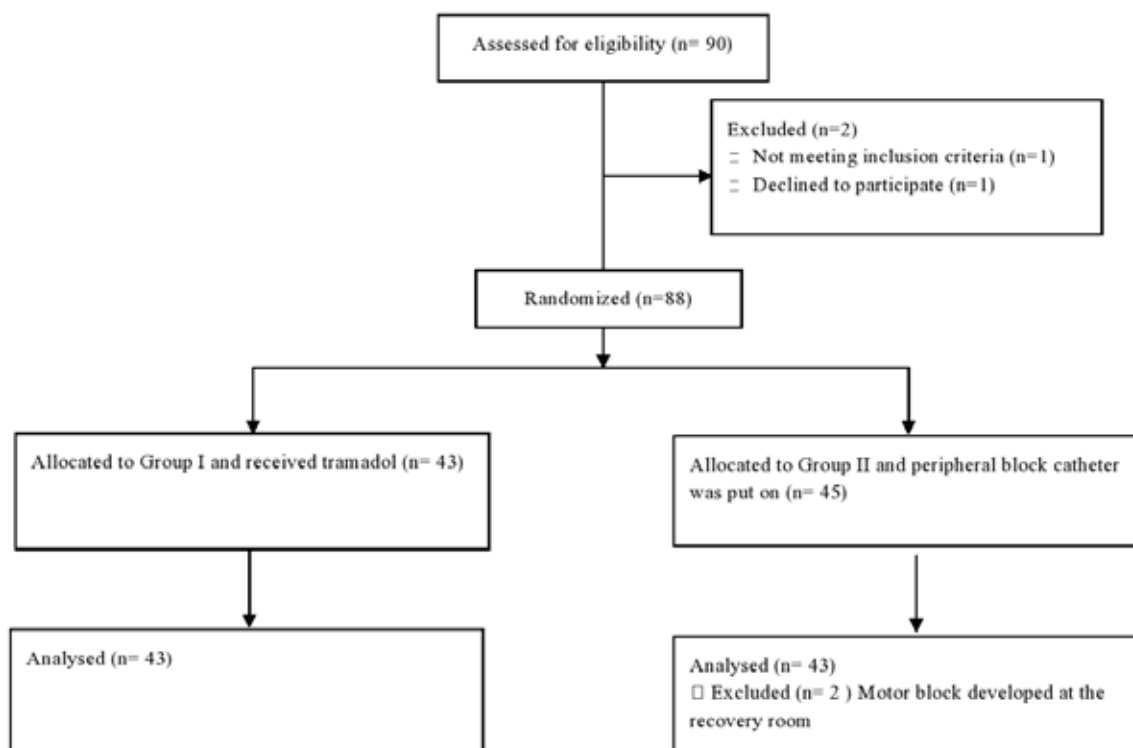 Assessed for eligibility (n= 90)
Excluded (n=2)
Not meeting inclusion criteria (n=1)
Declined to participate (n=1)
Randomized (n=88)
Allocated to Group I and received tramadol (n= 43)
Allocated to Group II and peripheral block catheter
was put on (n= 45)
Analysed (n= 43)
Analysed (n= 43)
□ Excluded (n= 2 ) Motor block developed at the
recovery room